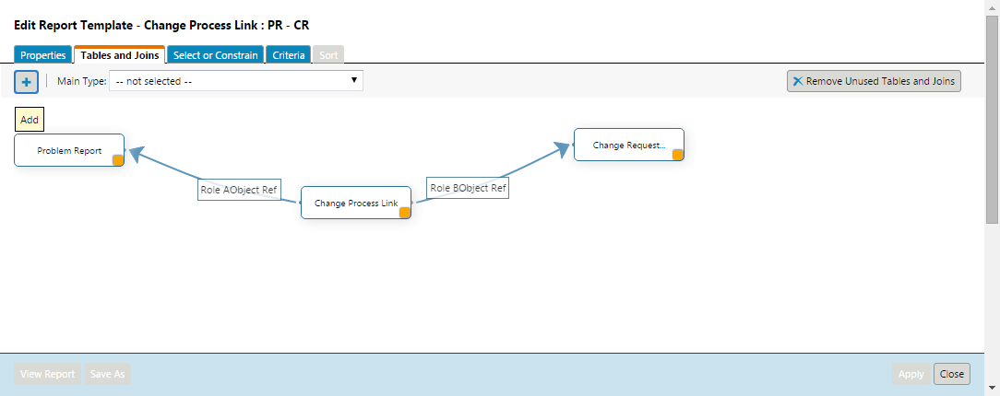 Edit Report Template - Change Process Link : PR - CR
Properties Tables and Joins Select or Constrain Criteria Sort
+ Main Type: -- not selected -- Remove Unused Tables and Joins
Add
Problem Report
Change Request...
Role AObject Ref
Role BObject Ref
Change Process Link
View Report Save As Apply Close